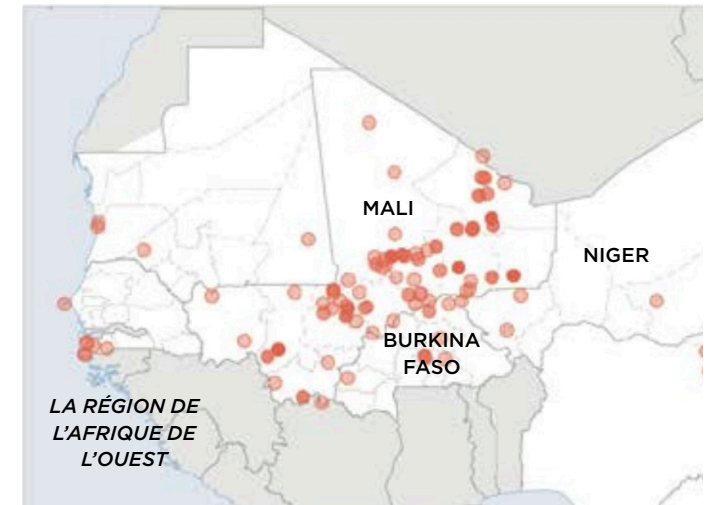 MALI
NIGER
BURKINA
FASO
LA RÉGION DE
L'AFRIQUE DE
L'OUEST